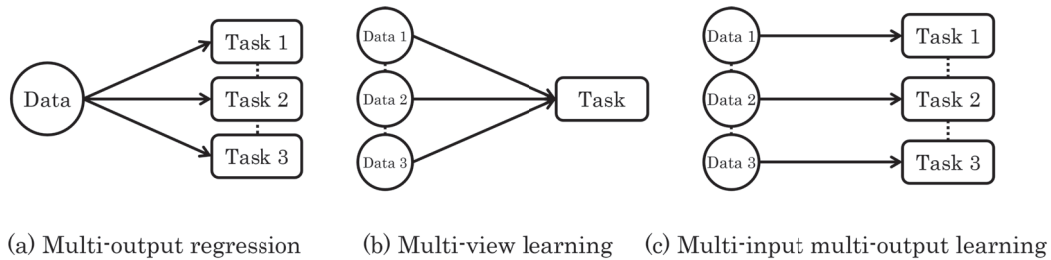 Data
Task 1
Task 2
Task 3
(a) Multi-output regression
Data 1
Data 2
Data 3
Task
(b) Multi-view learning
Data 1
Data 2
Data 3
Task 1
Task 2
Task 3
(c) Multi-input multi-output learning